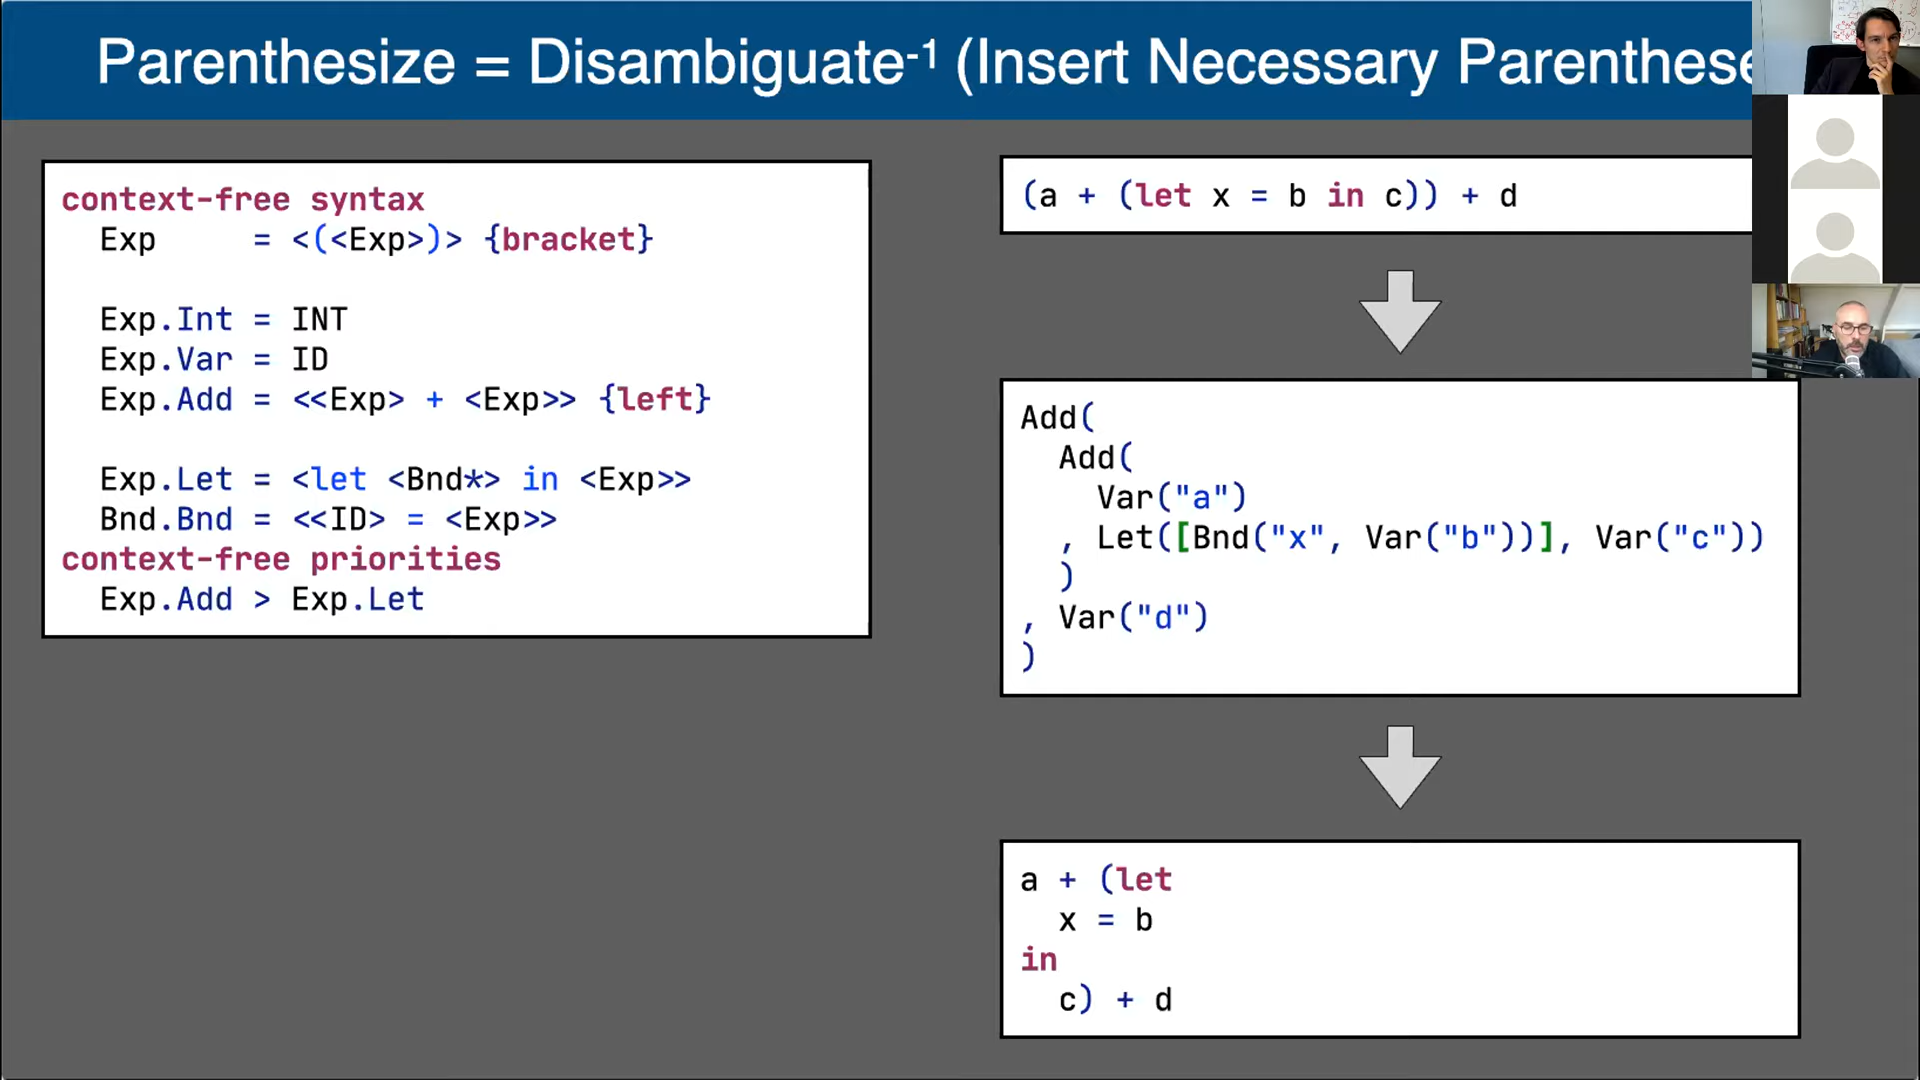 Parenthesize = Disambiguate-1 (Insert Necessary Parenthese
context-free syntax
Exp = <(<Exp>)> {bracket}
Exp.Int = INT
Exp.Var = ID
Exp.Add = <<Exp> + <Exp>> {left}
Exp.Let = <let <Bnd*> in <Exp>>
Bnd.Bnd = <<ID> = <Exp>>
context-free priorities
Exp.Add > Exp.Let
(a + (let x = b in c)) + d
Add(
Add(
Var("a")
, Let([Bnd("x", Var("b"))], Var("c"))
)
, Var("d")
)
a + (let
x = b
in
c) + d